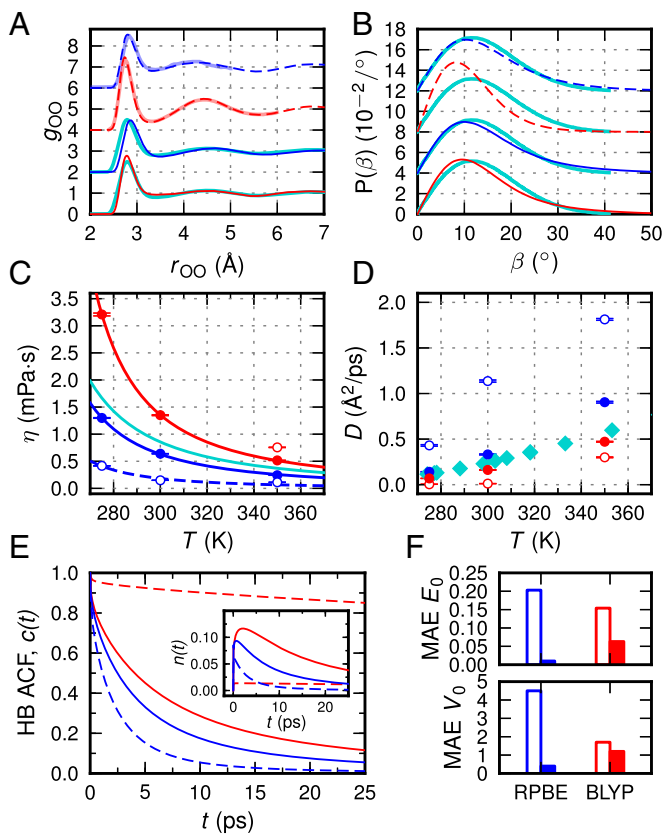 A
B
8
7
6
5
4
3
2
1
0
gOO
2 3 4 5 6 7
rOO (Å)
18
16
12
8
4
0
P(β) (10⁻²/°)
0 10 20 30 40 50
β (°)
C
D
3.5
3.0
2.5
2.0
1.5
1.0
0.5
0.0
η (mPa·s)
280 300 320 340 360
T (K)
2.0
1.5
1.0
0.5
0.0
D (Å²/ps)
280 300 320 340 360
T (K)
E
F
1.0
0.8
0.6
0.4
0.2
0.0
HB ACF, c(t)
0 5 10 15 20 25
t (ps)
0.10
0.05
0.00
n(t)
0 10 20
t (ps)
0.25
0.20
0.15
0.10
0.05
0.00
MAE E₀
5
4
3
2
1
0
MAE V₀
RPBE BLYP